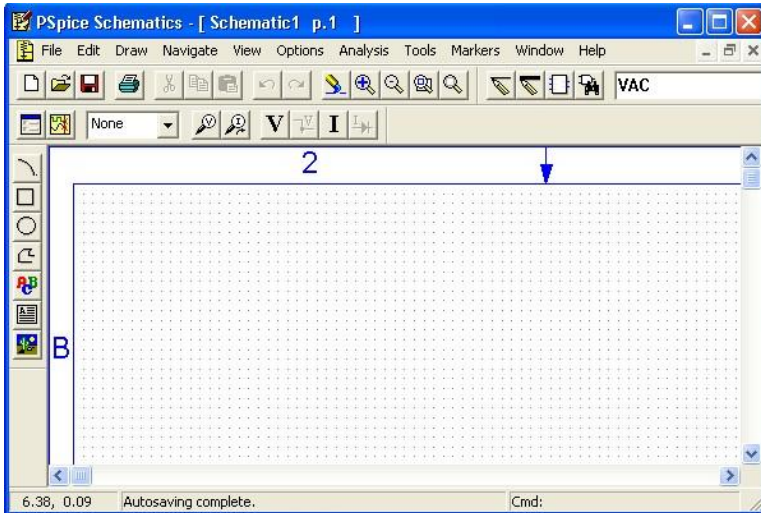 PSpice Schematics - [ Schematic1 p.1 ]
File Edit Draw Navigate View Options Analysis Tools Markers Window Help
VAC
None V I V I
2
ABC
A
B
6.38, 0.09 Autosaving complete. Cmd: